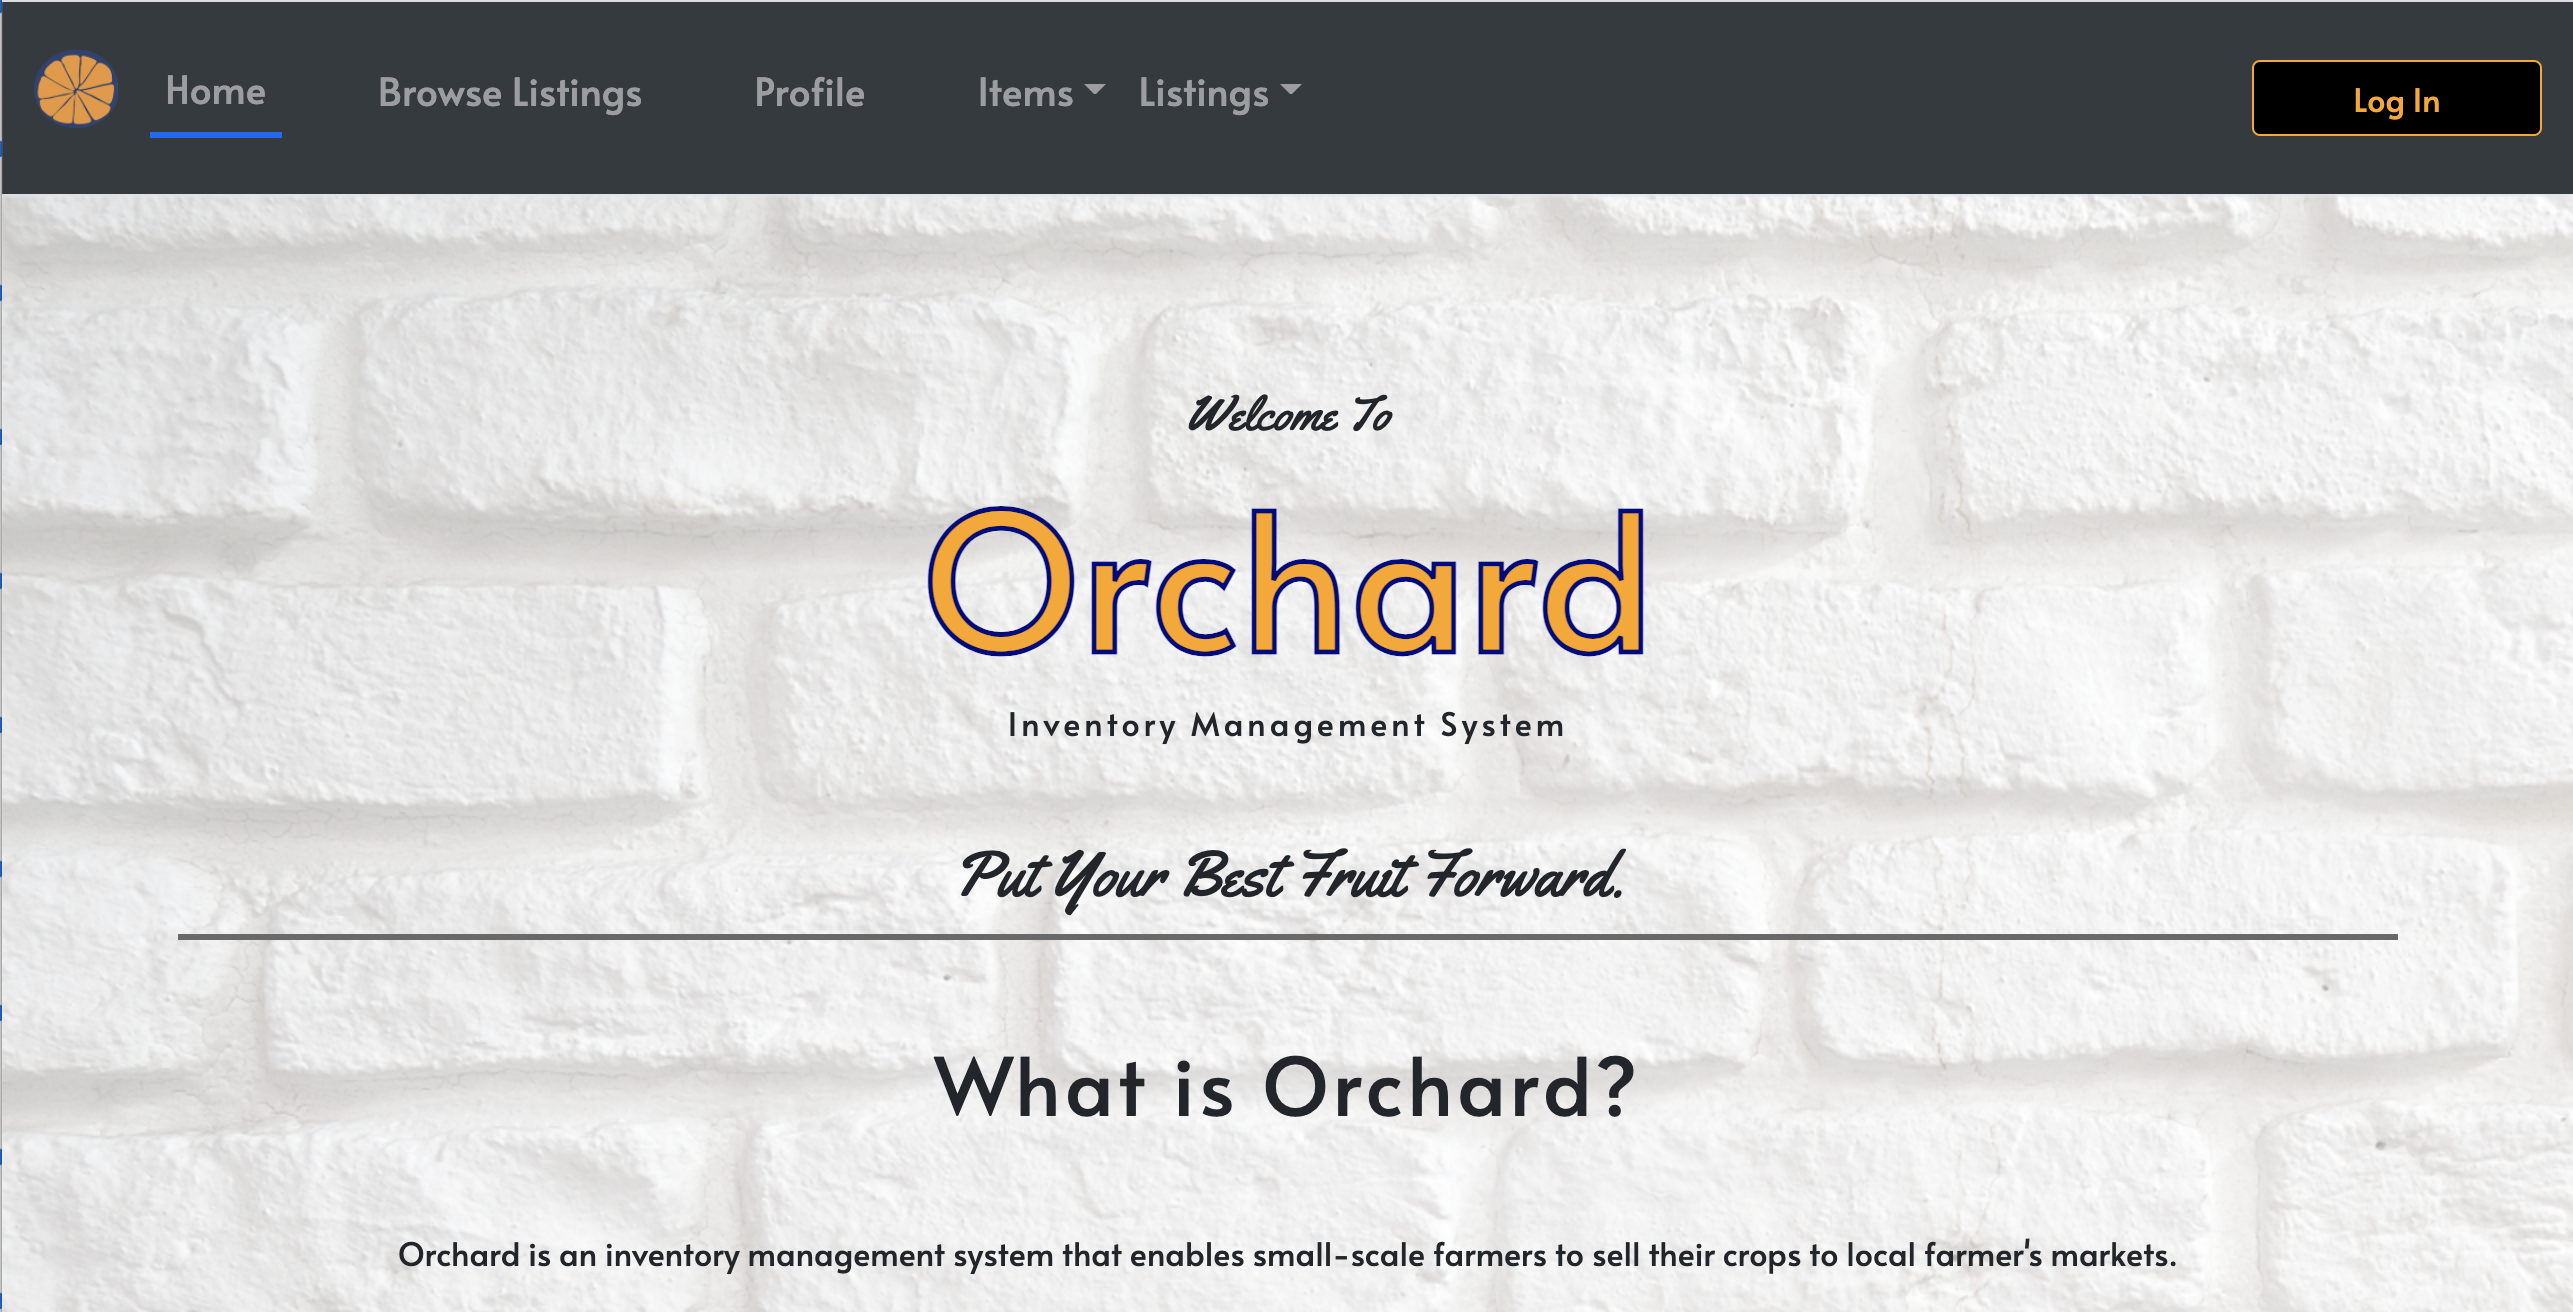 Home Browse Listings Profile Items Listings Log In
Welcome To
Orchard
Inventory Management System
Put Your Best Fruit Forward.
What is Orchard?
Orchard is an inventory management system that enables small-scale farmers to sell their crops to local farmer's markets.